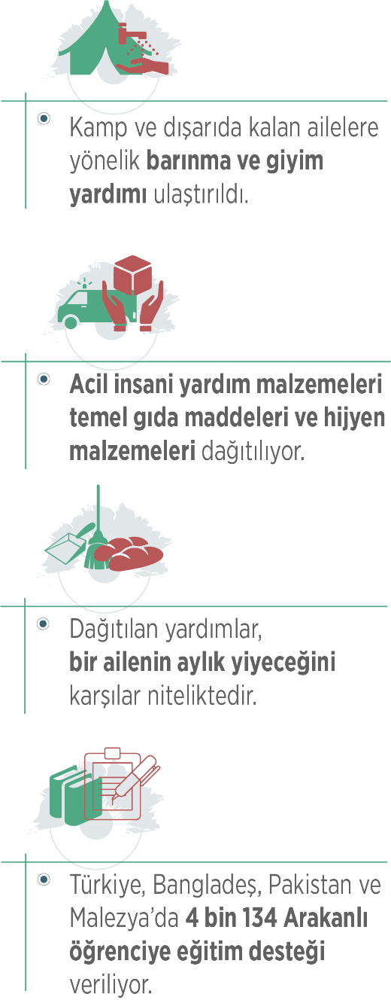 Kamp ve dışarıda kalan ailelere
yönelik barınma ve giyim
yardımı ulaştırıldı.
Acil insani yardım malzemeleri
temel gıda maddeleri ve hijyen
malzemeleri dağıtılıyor.
Dağıtılan yardımlar,
bir ailenin aylık yiyeceğini
karşılar niteliktedir.
Türkiye, Bangladeş, Pakistan ve
Malezya’da 4 bin 134 Arakanlı
öğrenciye eğitim desteği
veriliyor.